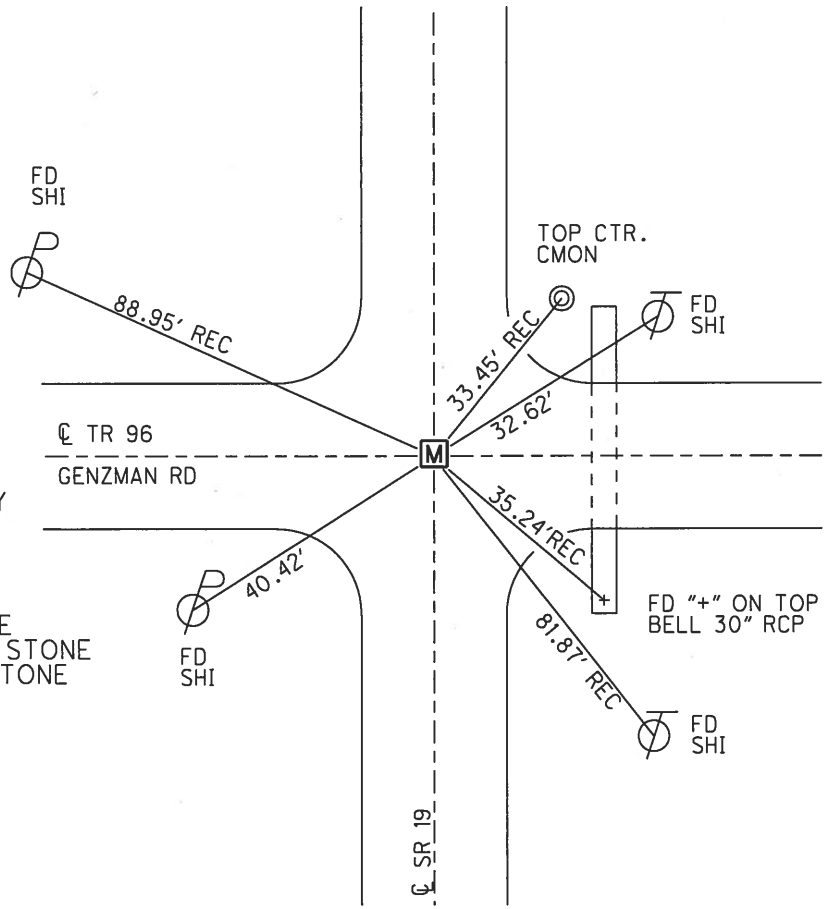 FD
SHI
TOP CTR.
CMON
FD
SHI
88.95' REC
33.45' REC
32.62'
℄ TR 96
M
GENZMAN RD
Y
35.24' REC
40.42'
E
STONE
TONE
FD
SHI
FD "+" ON TOP
BELL 30" RCP
81.87' REC
FD
SHI
℄ SR 19